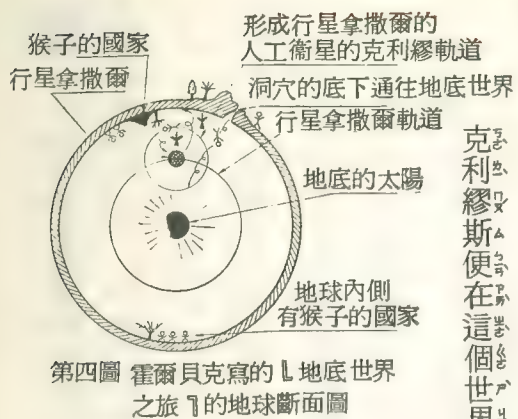 形成行星拿撒爾的
人工衞星的克利繆軌道
猴子的國家
行星拿撒爾
洞穴的底下通往地底世界
行星拿撒爾軌道
地底的太陽
地球內側
有猴子的國家
第四圖 霍爾貝克寫的﹂地底世界
之旅﹁的地球斷面圖
克利繆斯便在這個世